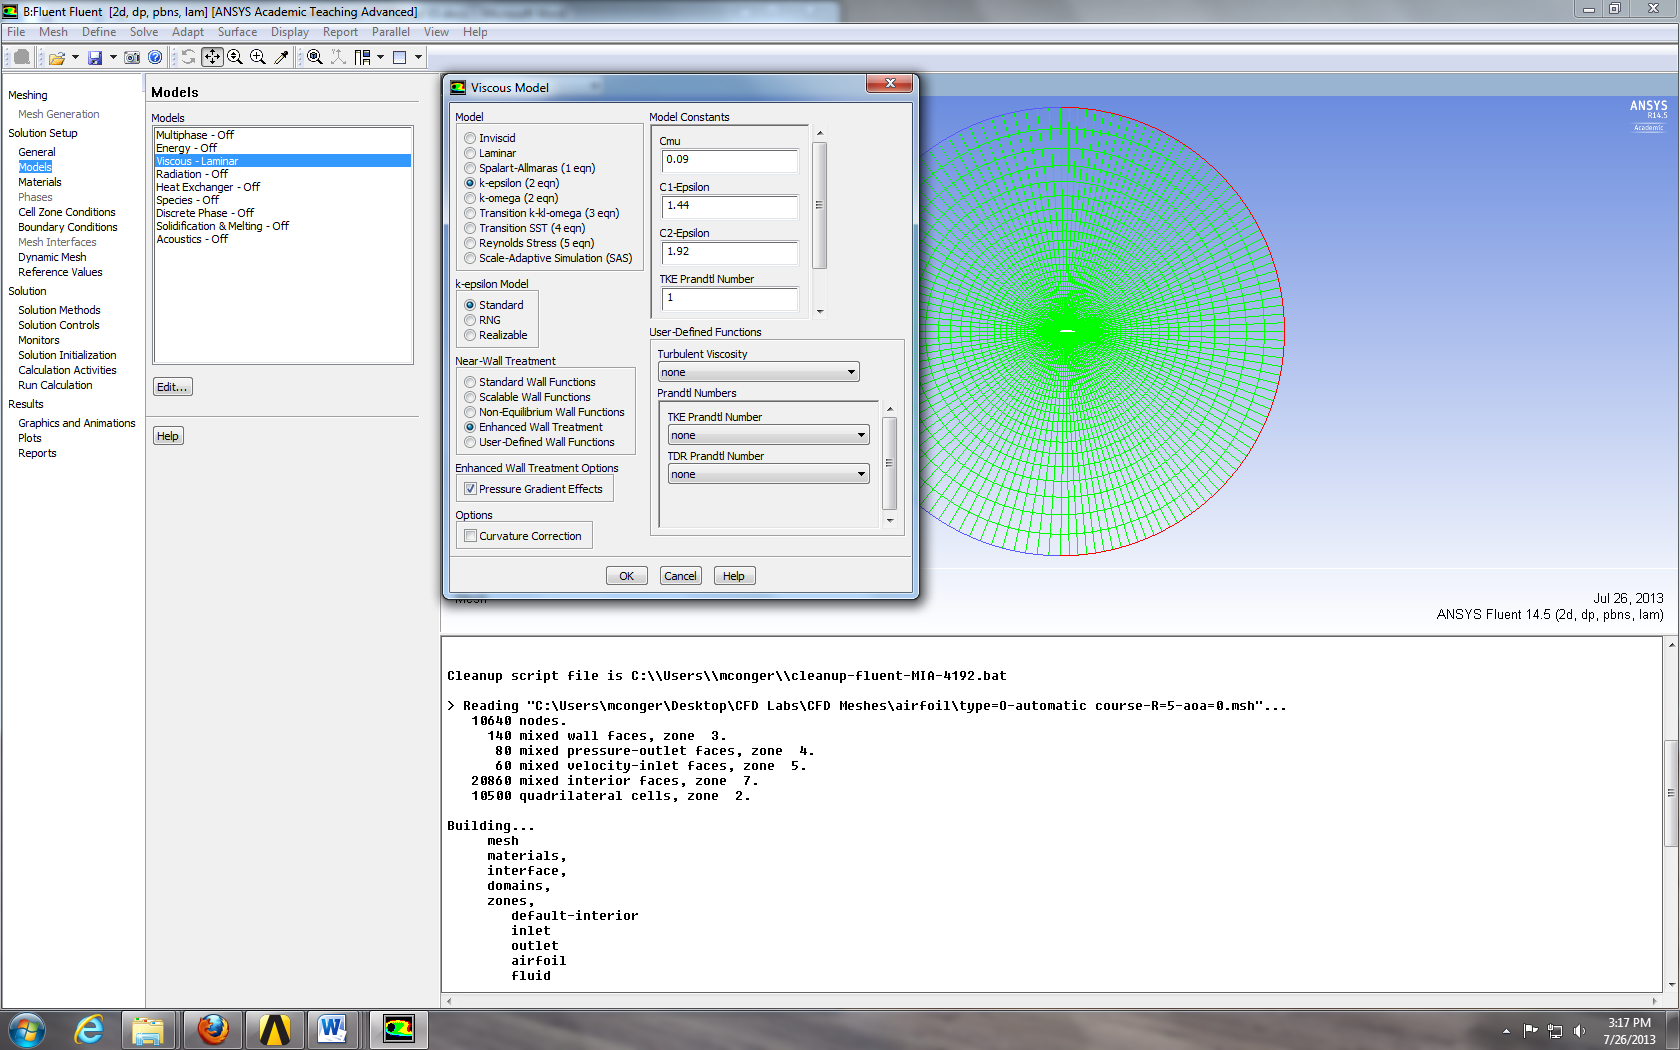 B:Fluent Fluent [2d, dp, pbns, lam] [ANSYS Academic Teaching Advanced]
File Mesh Define Solve Adapt Surface Display Report Parallel View Help
Meshing
Mesh Generation
Solution Setup
General
Models
Materials
Phases
Cell Zone Conditions
Boundary Conditions
Mesh Interfaces
Dynamic Mesh
Reference Values
Solution
Solution Methods
Solution Controls
Monitors
Solution Initialization
Calculation Activities
Run Calculation
Results
Graphics and Animations
Plots
Reports
Models
Models
Multiphase - Off
Energy - Off
Viscous - Laminar
Radiation - Off
Heat Exchanger - Off
Species - Off
Discrete Phase - Off
Solidification & Melting - Off
Acoustics - Off
Edit...
Help
Viscous Model
Model
Inviscid
Laminar
Spalart-Allmaras (1 eqn)
k-epsilon (2 eqn)
k-omega (2 eqn)
Transition k-kl-omega (3 eqn)
Transition SST (4 eqn)
Reynolds Stress (5 eqn)
Scale-Adaptive Simulation (SAS)
k-epsilon Model
Standard
RNG
Realizable
Near-Wall Treatment
Standard Wall Functions
Scalable Wall Functions
Non-Equilibrium Wall Functions
Enhanced Wall Treatment
User-Defined Wall Functions
Enhanced Wall Treatment Options
Pressure Gradient Effects
Options
Curvature Correction
Model Constants
Cmu
0.09
C1-Epsilon
1.44
C2-Epsilon
1.92
TKE Prandtl Number
1
User-Defined Functions
Turbulent Viscosity
none
Prandtl Numbers
TKE Prandtl Number
none
TDR Prandtl Number
none
OK Cancel Help
ANSYS
R14.5
Academic
Mesh
Jul 26, 2013
ANSYS Fluent 14.5 (2d, dp, pbns, lam)
Cleanup script file is C:\\Users\\mconger\\cleanup-fluent-MIA-4192.bat
> Reading "C:\Users\mconger\Desktop\CFD Labs\CFD Meshes\airfoil\type=O-automatic course-R=5-aoa=0.msh"...
10640 nodes.
140 mixed wall faces, zone 3.
80 mixed pressure-outlet faces, zone 4.
60 mixed velocity-inlet faces, zone 5.
20860 mixed interior faces, zone 7.
10500 quadrilateral cells, zone 2.
Building...
mesh
materials,
interface,
domains,
zones,
default-interior
inlet
outlet
airfoil
fluid
3:17 PM
7/26/2013